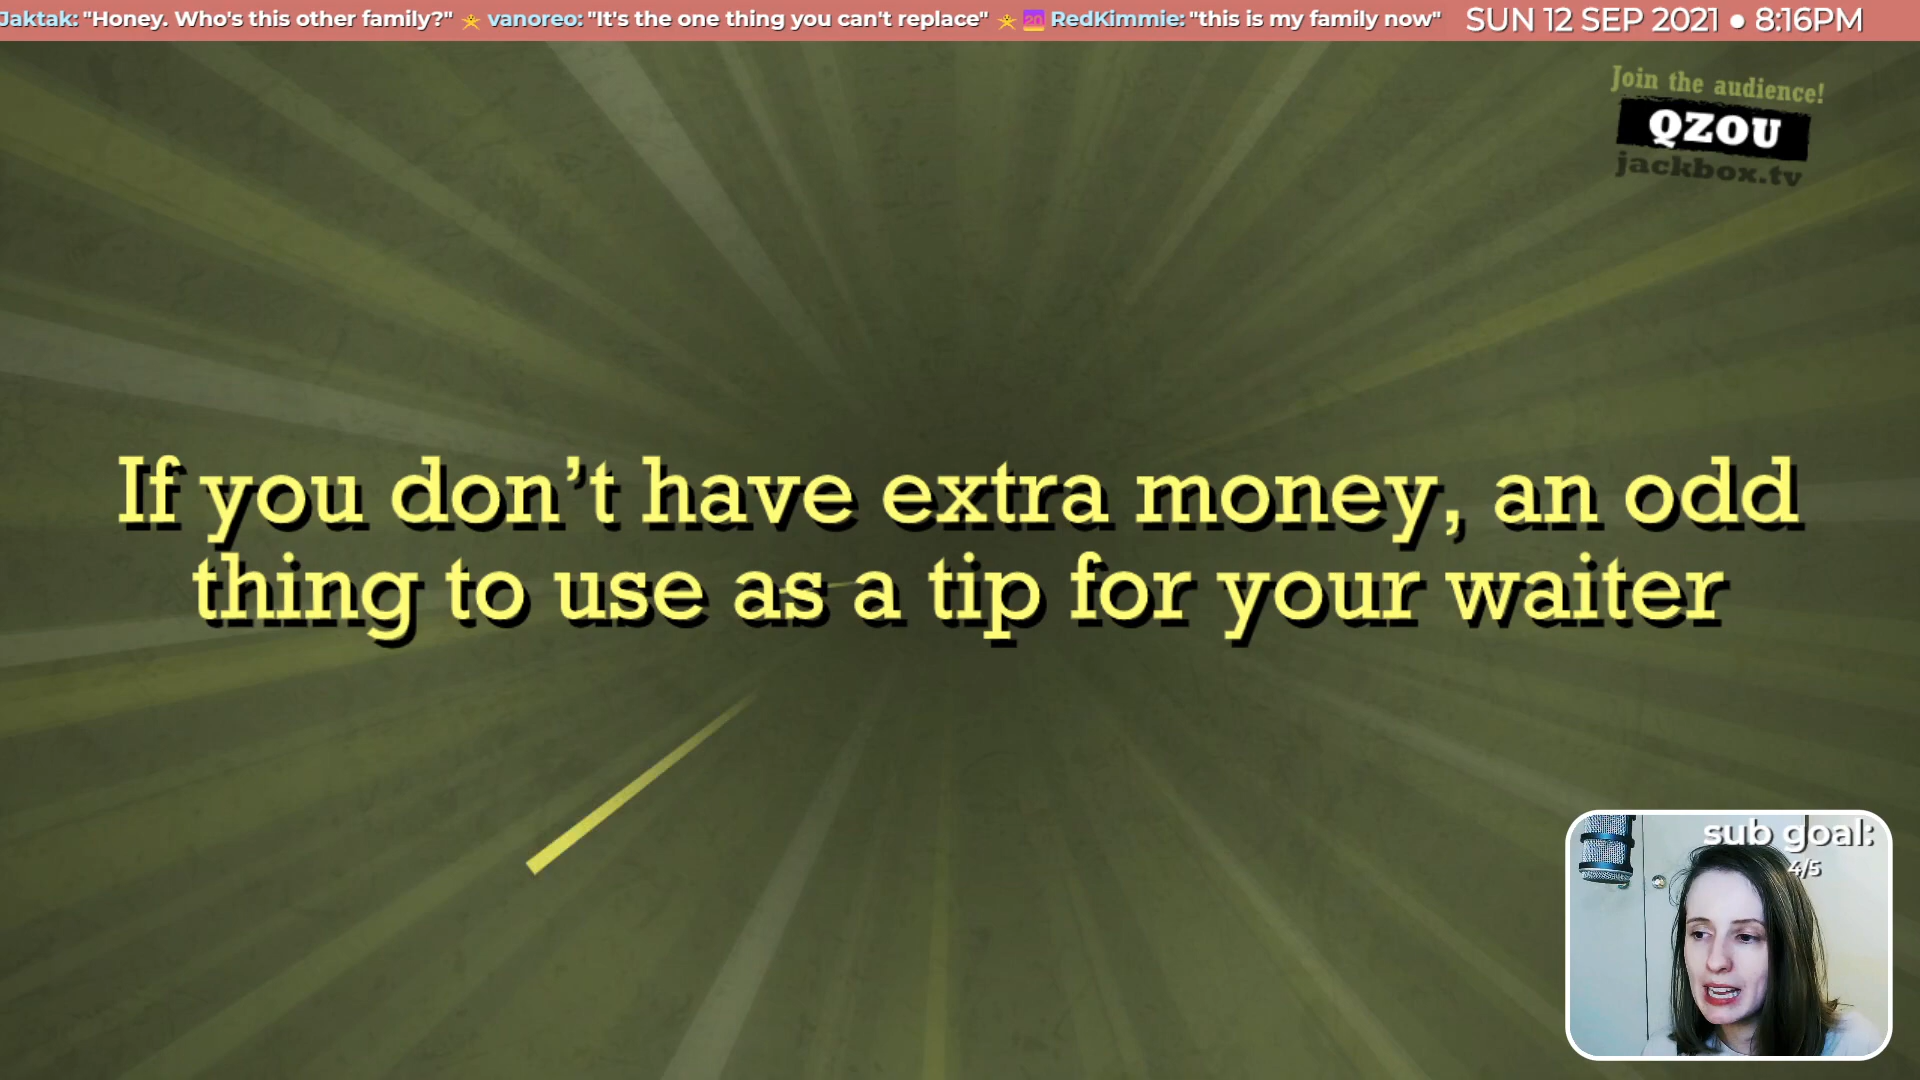 Jaktak: "Honey. Who's this other family?" vanoreo: "It's the one thing you can't replace" 20 RedKimmie: "this is my family now" SUN 12 SEP 2021 ● 8:16PM
Join the audience!
QZOU
jackbox.tv
If you don't have extra money, an odd
thing to use as a tip for your waiter
sub goal:
4/5